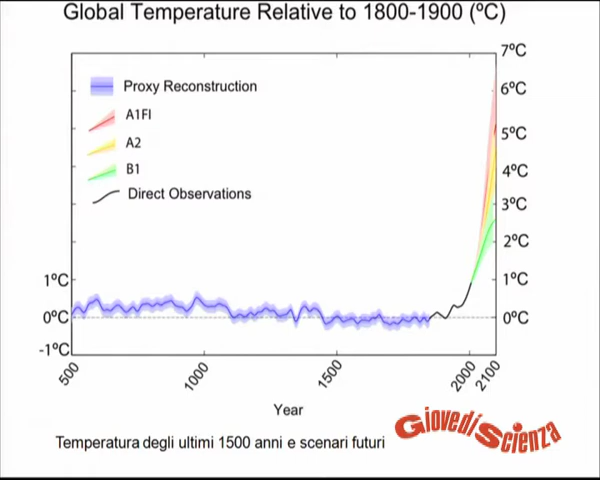 Global Temperature Relative to 1800-1900 (ºC)
7ºC
Proxy Reconstruction
6ºC
A1FI
5ºC
A2
4ºC
B1
Direct Observations
3ºC
2ºC
1ºC
1ºC
0ºC
0ºC
-1ºC
500
1000
1500
2000
2100
Year
Temperatura degli ultimi 1500 anni e scenari futuri
GiovedìScienza